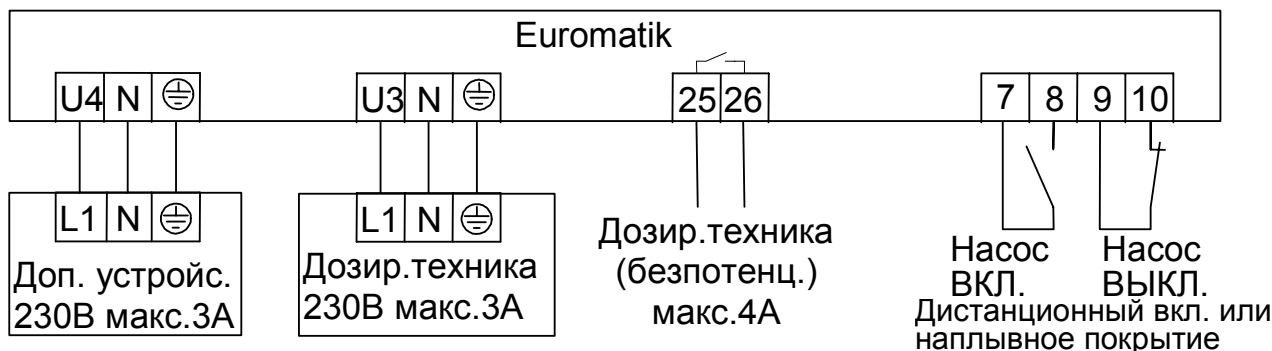 Euromatik
U4 N
U3 N
25 26
7 8 9 10
L1 N
L1 N
Доп. устройс.
230В макс.3А
Дозир.техника
230В макс.3А
Дозир.техника
(безпотенц.)
макс.4А
Насос
ВКЛ.
Насос
ВЫКЛ.
Дистанционный вкл. или
наплывное покрытие